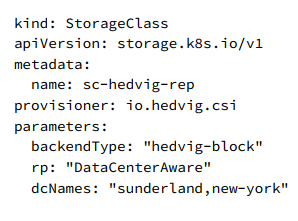 kind: StorageClass
apiVersion: storage.k8s.io/v1
metadata:
  name: sc-hedvig-rep
provisioner: io.hedvig.csi
parameters:
  backendType: "hedvig-block"
  rp: "DataCenterAware"
  dcNames: "sunderland,new-york"